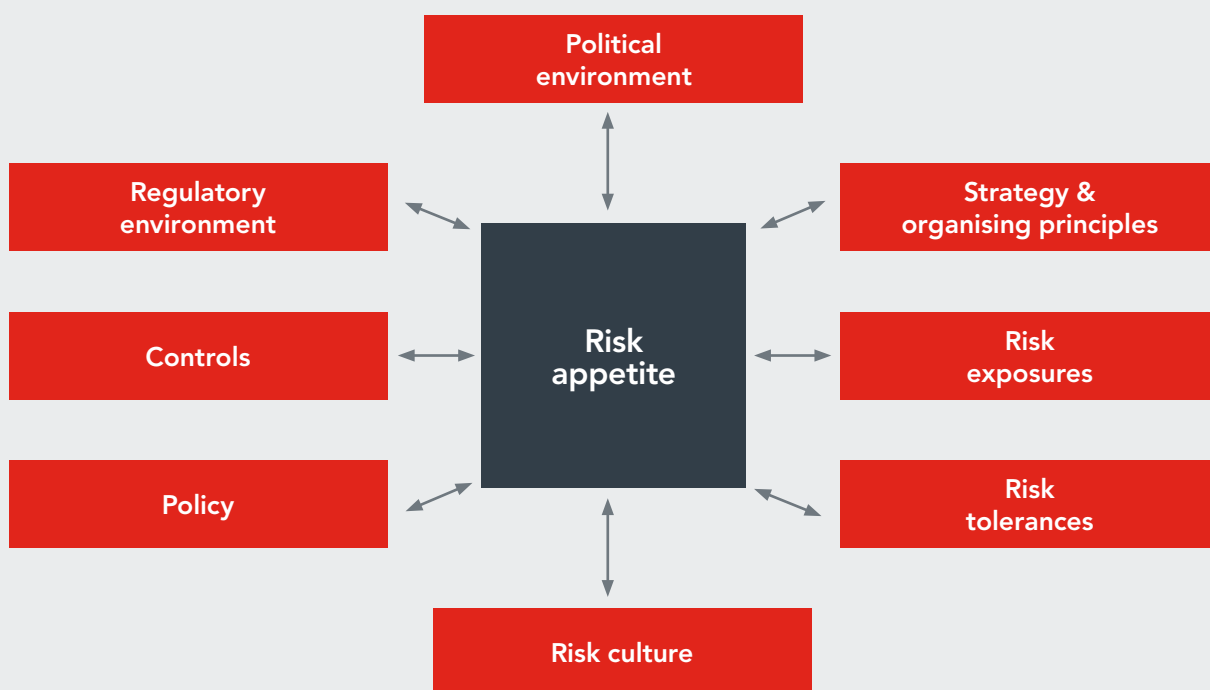 Political
environment
Regulatory
environment
Strategy &
organising principles
Controls
Risk
appetite
Risk
exposures
Policy
Risk
tolerances
Risk culture